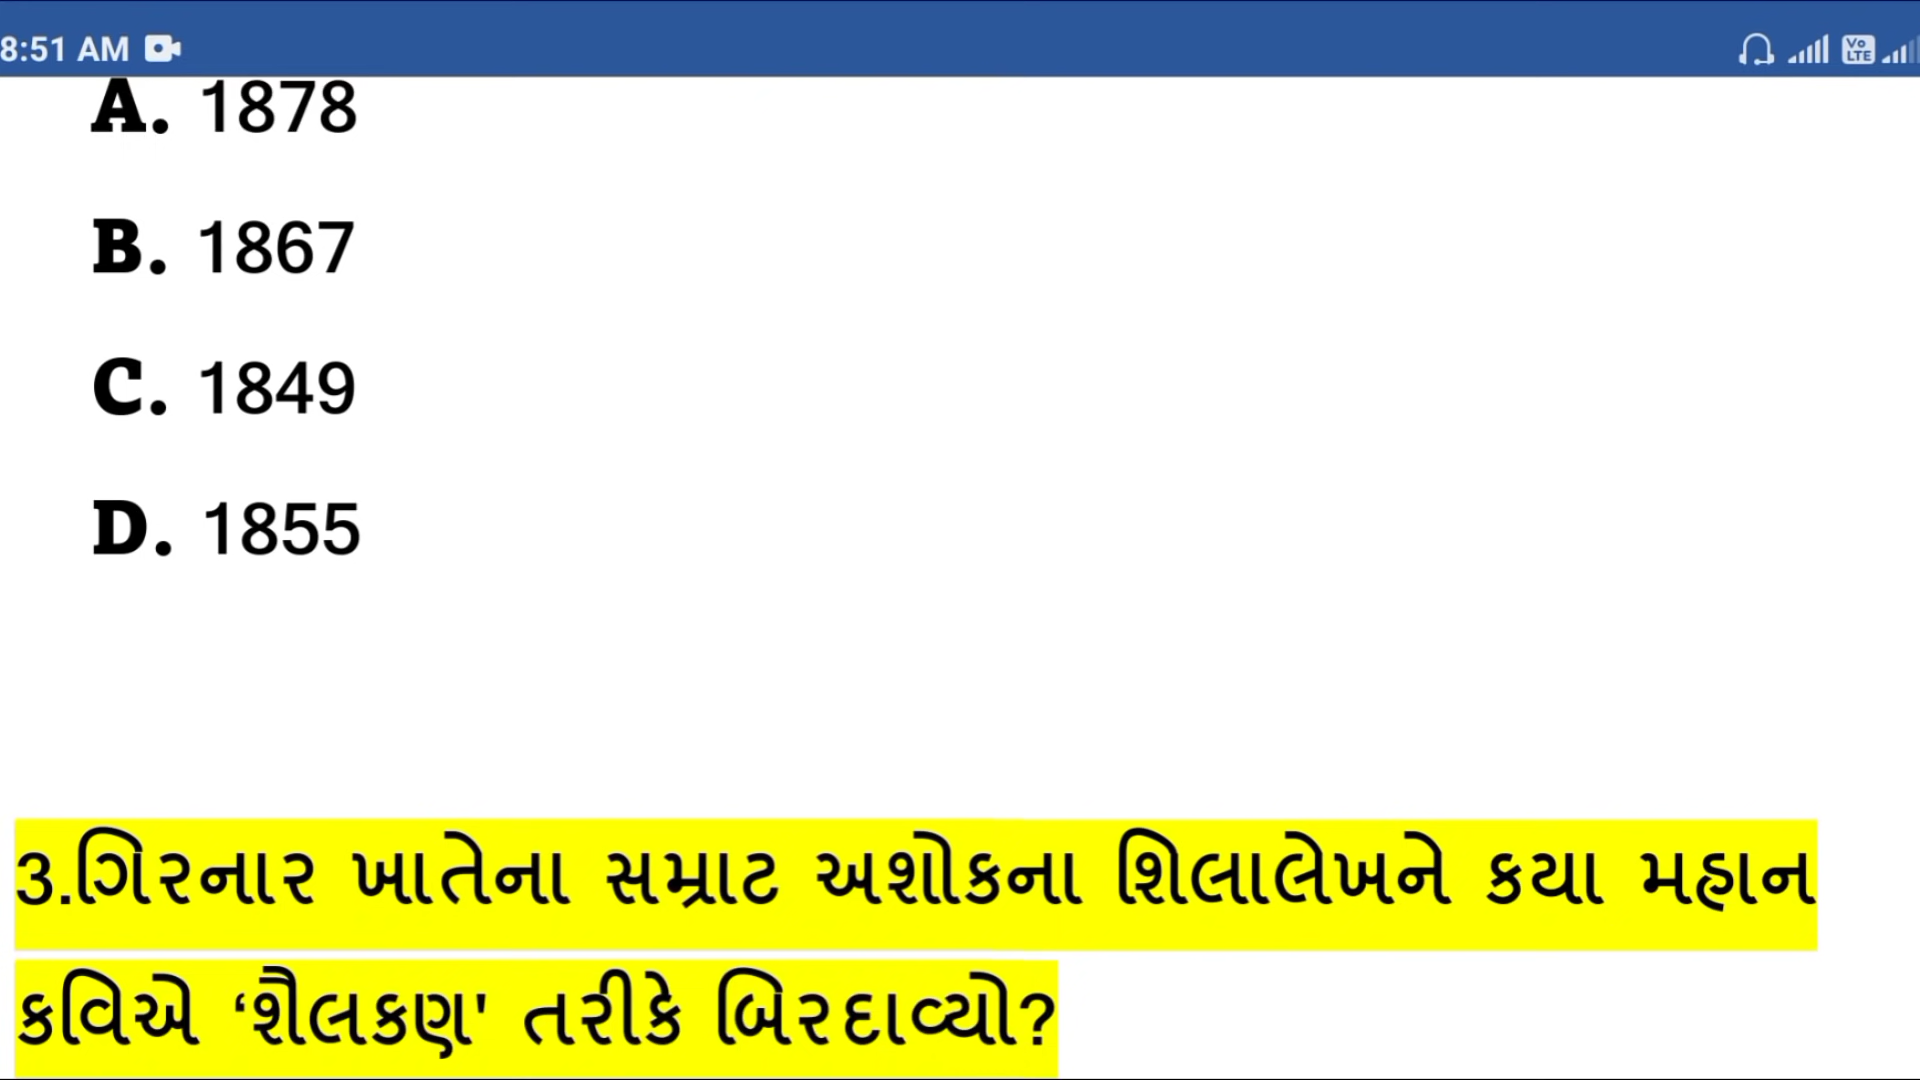 8:51 AM
A. 1878
B. 1867
C. 1849
D. 1855
3.ગિરનાર ખાતેના સમ્રાટ અશોકના શિલાલેખને કયા મહાન
કવિએ ‘શૈલકણ' તરીકે બિરદાવ્યો?